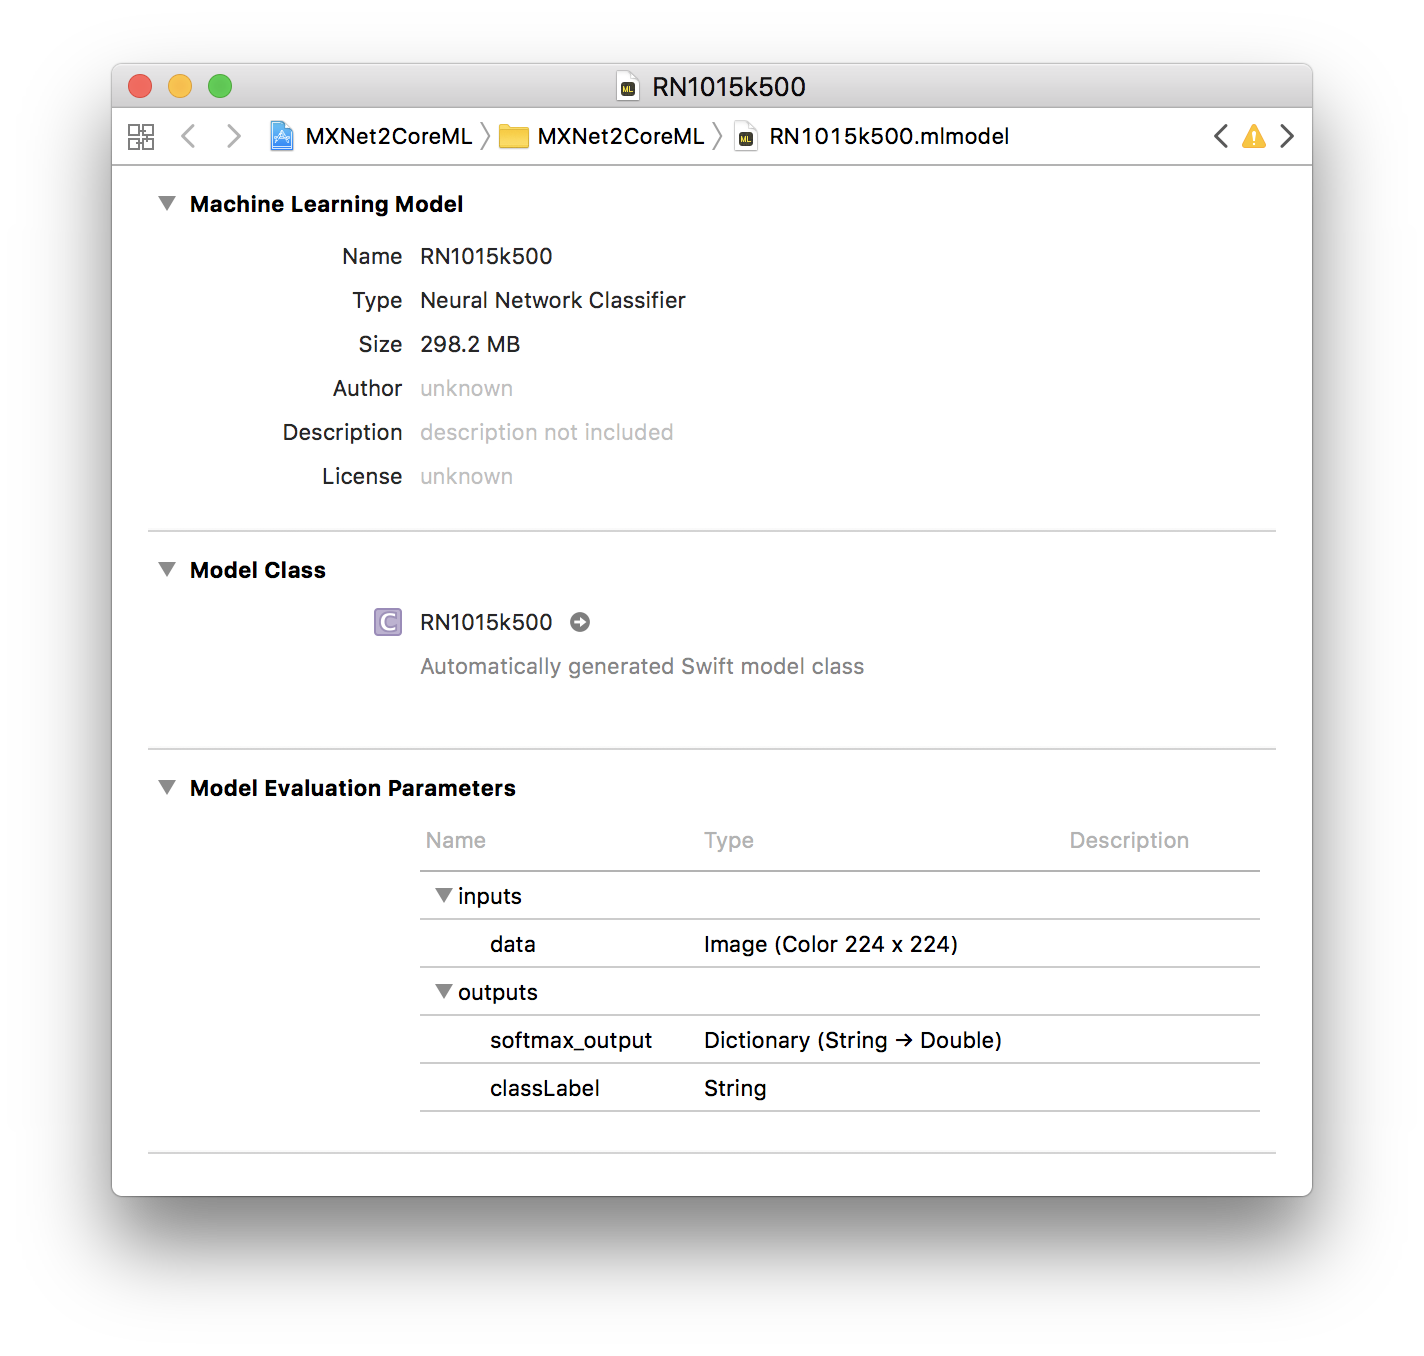 RN1015k500
MXNet2CoreML MXNet2CoreML RN1015k500.mlmodel
Machine Learning Model
Name RN1015k500
Type Neural Network Classifier
Size 298.2 MB
Author unknown
Description description not included
License unknown
Model Class
C RN1015k500
Automatically generated Swift model class
Model Evaluation Parameters
Name Type Description
inputs
data Image (Color 224 x 224)
outputs
softmax_output Dictionary (String → Double)
classLabel String